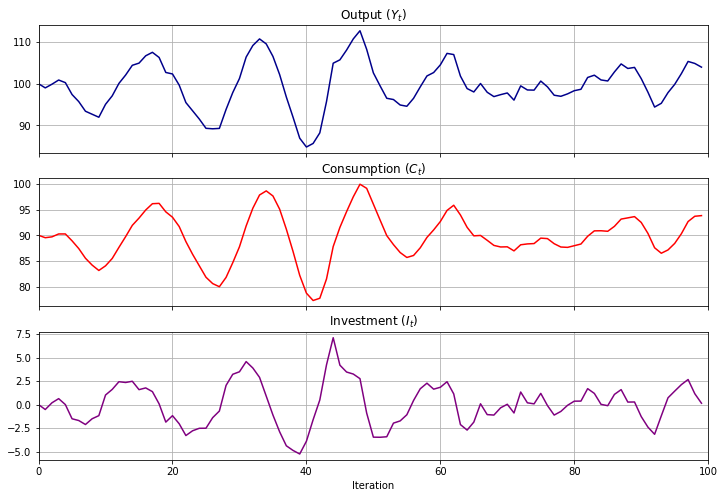 Output (Y_t)
110
100
90
Consumption (C_t)
100
95
90
85
80
Investment (I_t)
7.5
5.0
2.5
0.0
−2.5
−5.0
0 20 40 60 80 100
Iteration